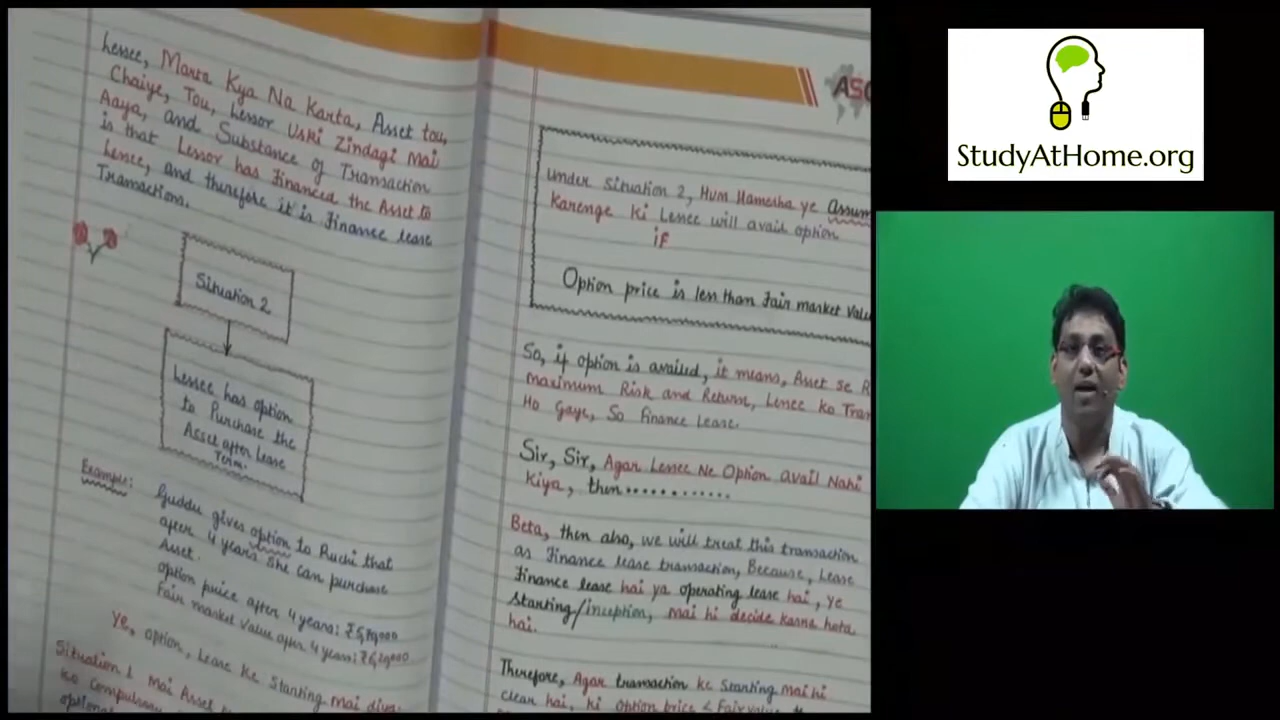 Lessee, Marta Kya Na Karta, Asset tou,
Chaiye, Tou, Lessor Uski Zindagi Mai
Aaya, and Substance of Transaction
is that Lessor has Financed the Asset to
Lessee, and therefore it is Finance lease
Transactions.
Situation 2
Lessee has option
to Purchase the
Asset after Lease
Term.
Example:
Guddu gives option to Ruchi that
after 4 years she can purchase
Asset.
option price after 4 years: ₹
Fair market Value after 4 years: ₹
ye, option, Lease ke Starting mai diya
Situation 1 Mai Asset
ko compulsory
optional
ASC
Under Situation 2, Hum Hamesha ye Assum
Karenge ki Lessee will avail option
if
Option price is less than Fair market Value
So, if option is availed, it means, Asset se R
maximum Risk and Return, Lessee ko Tran
Ho Gaye, So Finance Lease.
Sir, Sir, Agar Lessee Ne Option avail Nahi
Kiya, then............
Beta, then also, we will treat this transaction
as Finance lease transaction, Because, Lease
Finance lease hai ya operating lease hai, ye
Starting/inception, mai hi decide karne hota
hai.
Therefore, Agar transaction ke Starting mai hi
clear hai, ki option price < Fair value
StudyAtHome.org